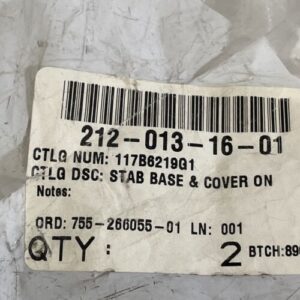 212-013-16-01
CTLG NUM: 117B6219G1
CTLG DSC: STAB BASE & COVER ON
Notes:
ORD: 755-266055-01 LN: 001
QTY : 2 BTCH:890